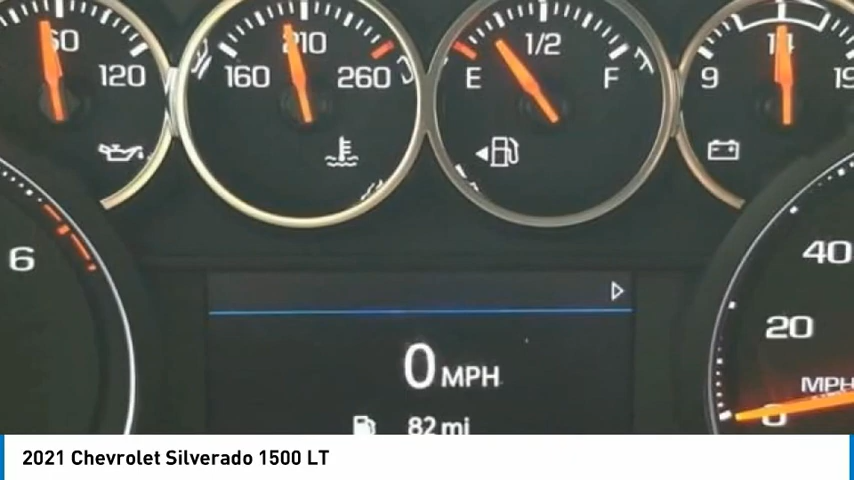 60 210 1/2 14
120 160 260 E F 9 19
6
40
20
0 MPH
MPH
0
82 mi
2021 Chevrolet Silverado 1500 LT